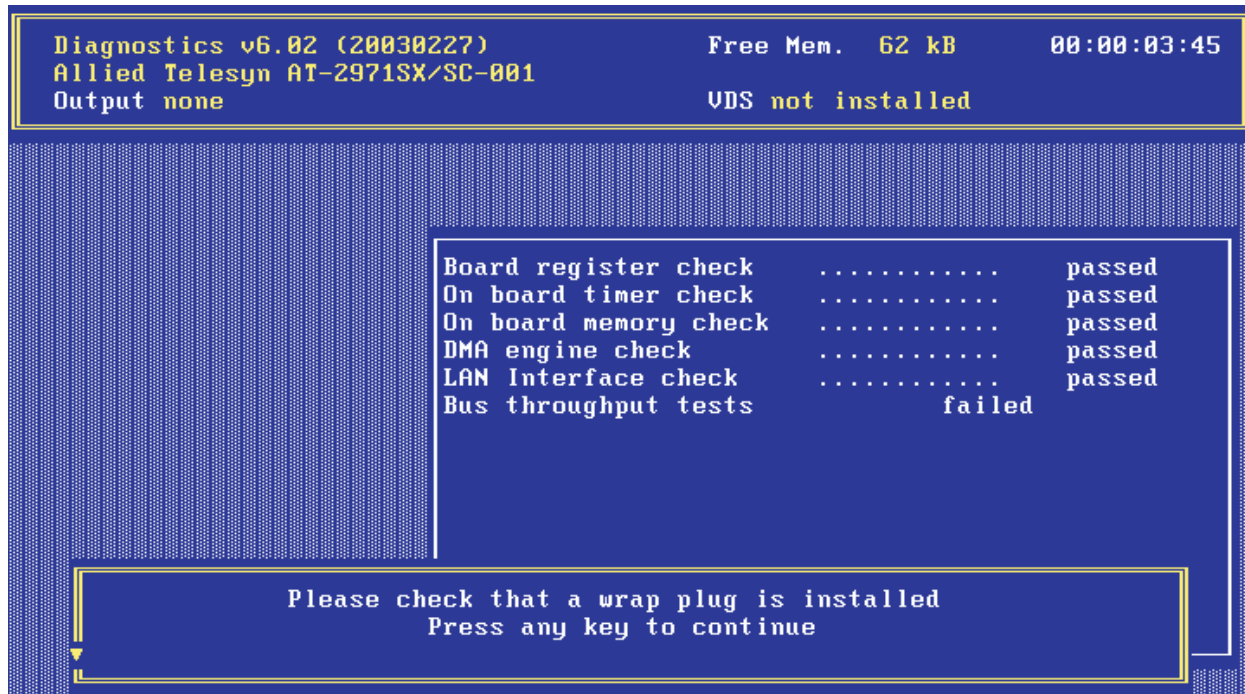 Diagnostics v6.02 (20030227) Free Mem. 62 kB 00:00:03:45
Allied Telesyn AT-2971SX/SC-001
Output none VDS not installed
Board register check ............ passed
On board timer check ............ passed
On board memory check ............ passed
DMA engine check ............ passed
LAN Interface check ............ passed
Bus throughput tests failed
Please check that a wrap plug is installed
Press any key to continue